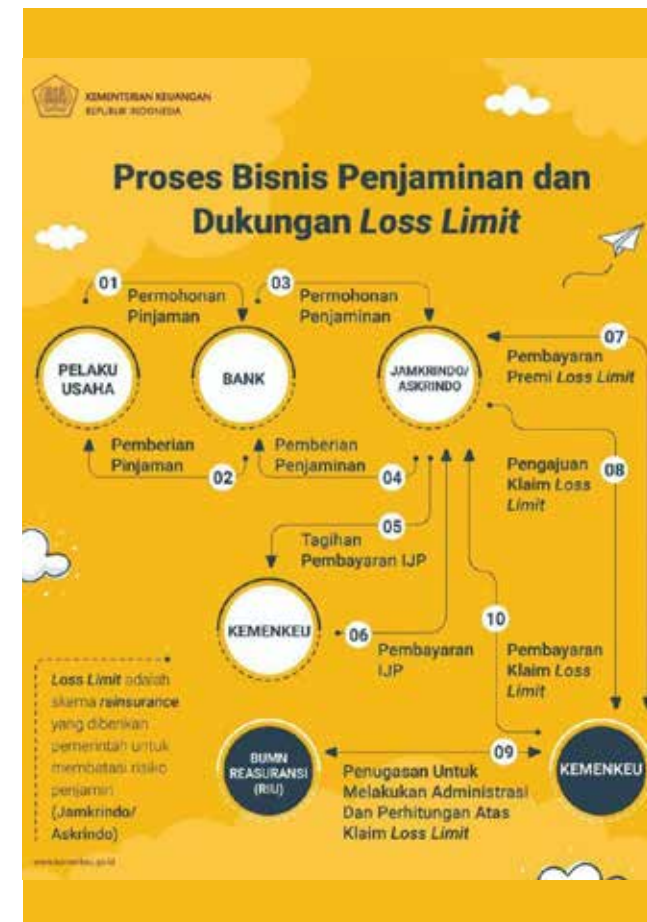 KEMENTERIAN KEUANGAN
REPUBLIK INDONESIA
Proses Bisnis Penjaminan dan
Dukungan Loss Limit
01
Permohonan
Pinjaman
03
Permohonan
Penjaminan
07
Pembayaran
Premi Loss Limit
PELAKU
USAHA
BANK
JAMKRINDO/
ASKRINDO
Pemberian
Pinjaman
02
Pemberian
Penjaminan
04
Pengajuan
Klaim Loss
Limit
08
05
Tagihan
Pembayaran IJP
KEMENKEU
06
Pembayaran
IJP
10
Pembayaran
Klaim Loss
Limit
Loss Limit adalah
skema reinsurance
yang diberikan
pemerintah untuk
membatasi risiko
penjamin
(Jamkrindo/
Askrindo)
BUMN
REASURANSI
(RIU)
09
Penugasan Untuk
Melakukan Administrasi
Dan Perhitungan Atas
Klaim Loss Limit
KEMENKEU
www.kemenkeu.go.id